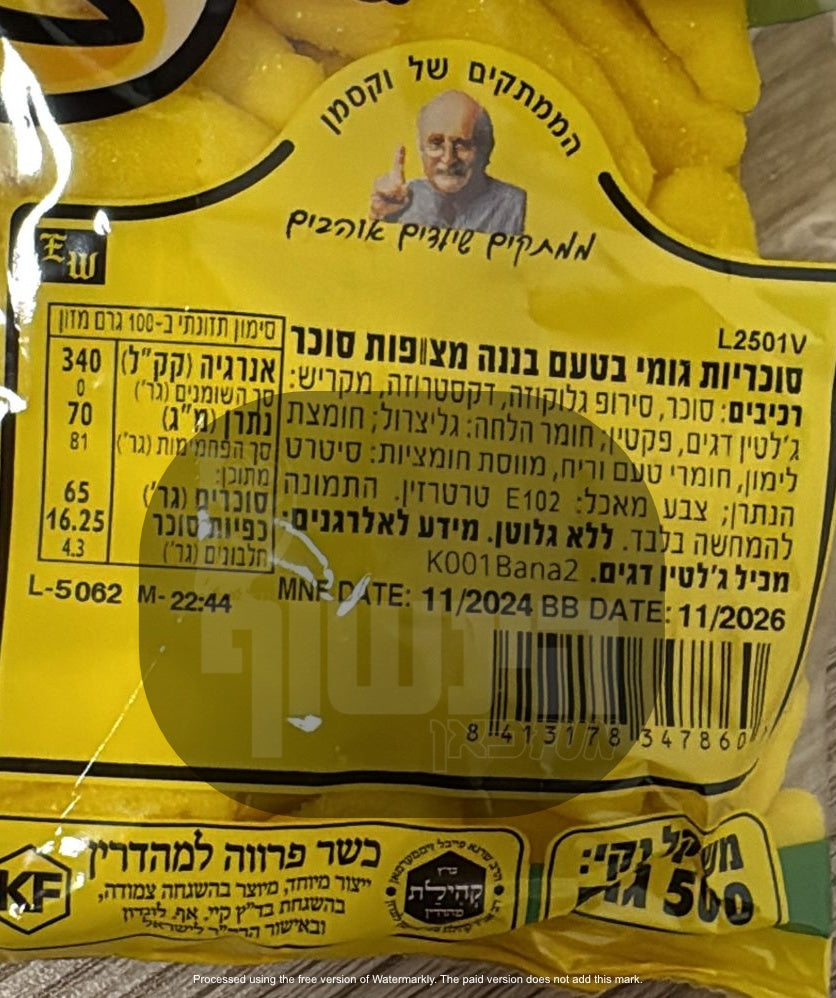 הממתקים של וקסמן
ממתקים שילדים אוהבים
EW
L2501V
סוכריות גומי בטעם בננה מצופות סוכר
רכיבים: סוכר, סירופ גלוקוזה, דקסטרוזה, מקריש:
ג'לטין דגים, פקטין; חומר הלחה: גליצרול; חומצת
לימון, חומרי טעם וריח, מווסת חומציות: סיטרט
הנתרן; צבע מאכל: E102 טרטרזין. התמונה
להמחשה בלבד. ללא גלוטן. מידע לאלרגנים:
מכיל ג'לטין דגים. K001Bana2
סימון תזונתי ב-100 גרם מזון
אנרגיה (קק"ל) 340
סך השומנים (גר') 0
נתרן (מ"ג) 70
סך הפחמימות (גר') 81
מתוכן:
סוכרים (גר') 65
כפיות סוכר 16.25
חלבונים (גר') 4.3
L-5062 M- 22:44 MNF DATE: 11/2024 BB DATE: 11/2026
8 413178 347860
ינשוף
משקל נקי:
500 גרם
קהילת
כשר פרווה למהדרין
ייצור מיוחד, מיוצר בהשגחה צמודה,
בהשגחת בד"ץ קיי. אף. לונדון
ובאישור הרה"ר לישראל
KF
Processed using the free version of Watermarkly. The paid version does not add this mark.